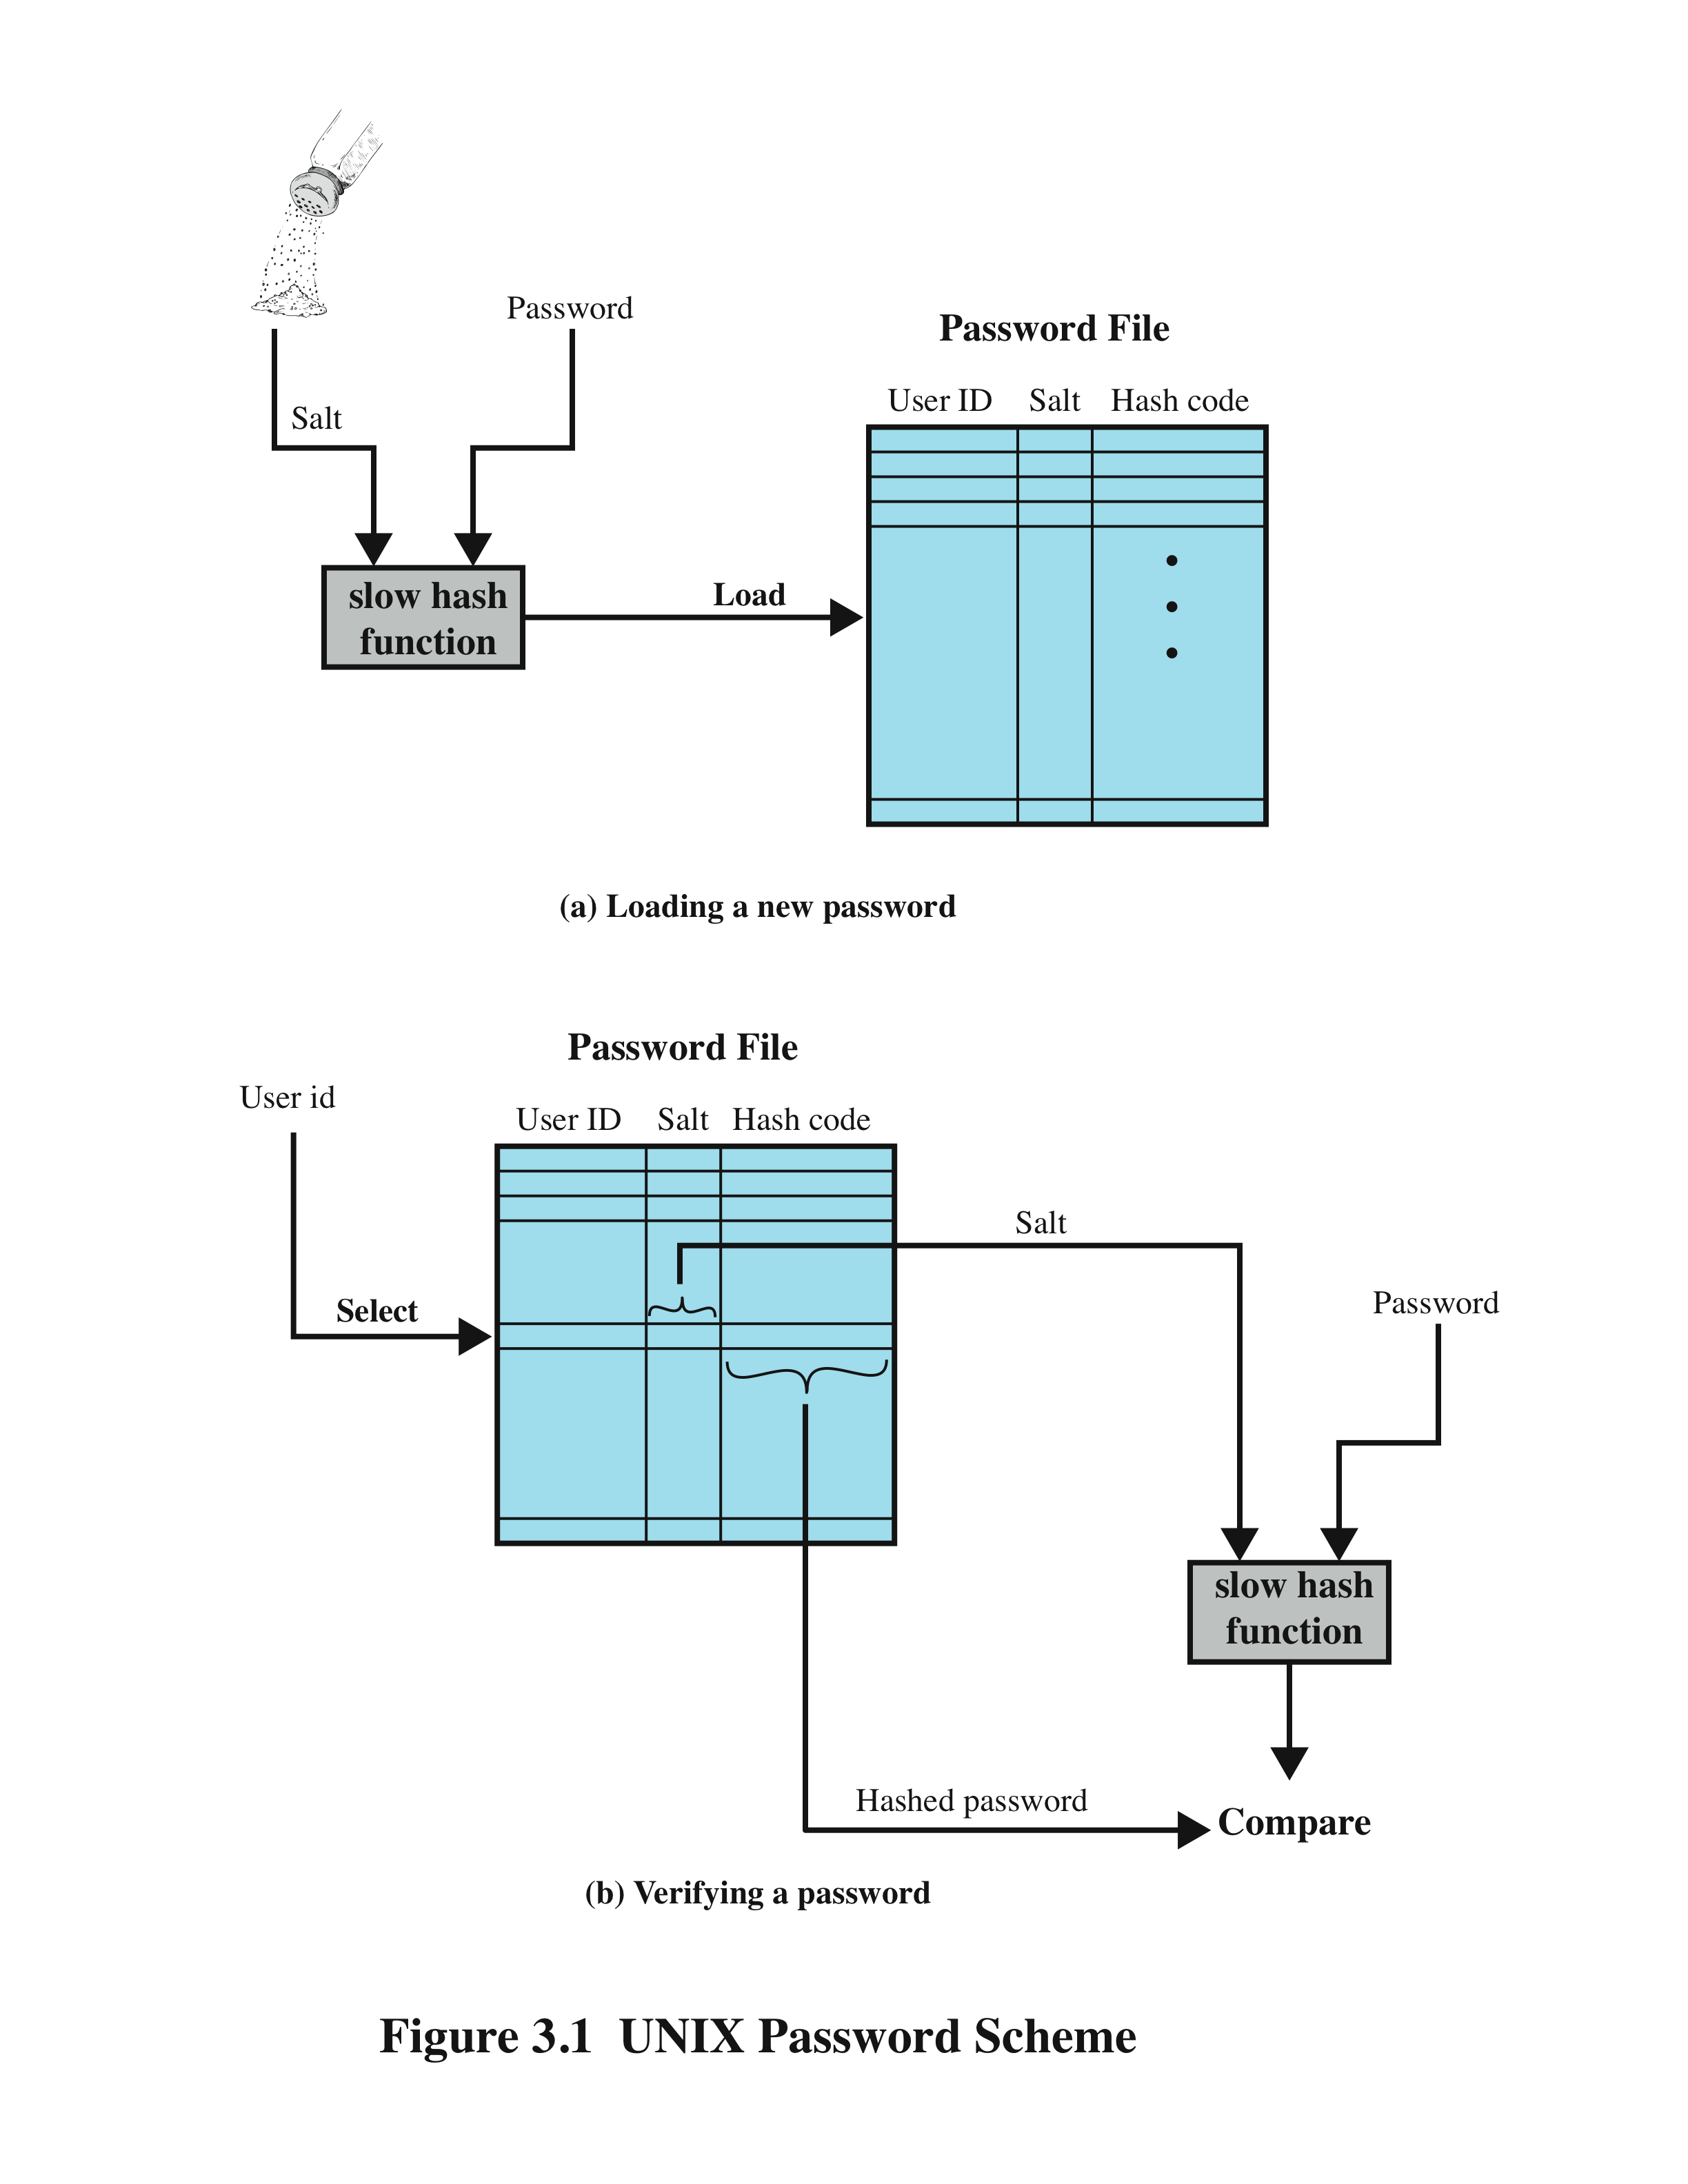 Password
Salt
slow hash
function
Load
Password File
User ID Salt Hash code
(a) Loading a new password
Password File
User id
User ID Salt Hash code
Select
Salt
Password
slow hash
function
Hashed password
Compare
(b) Verifying a password
Figure 3.1 UNIX Password Scheme